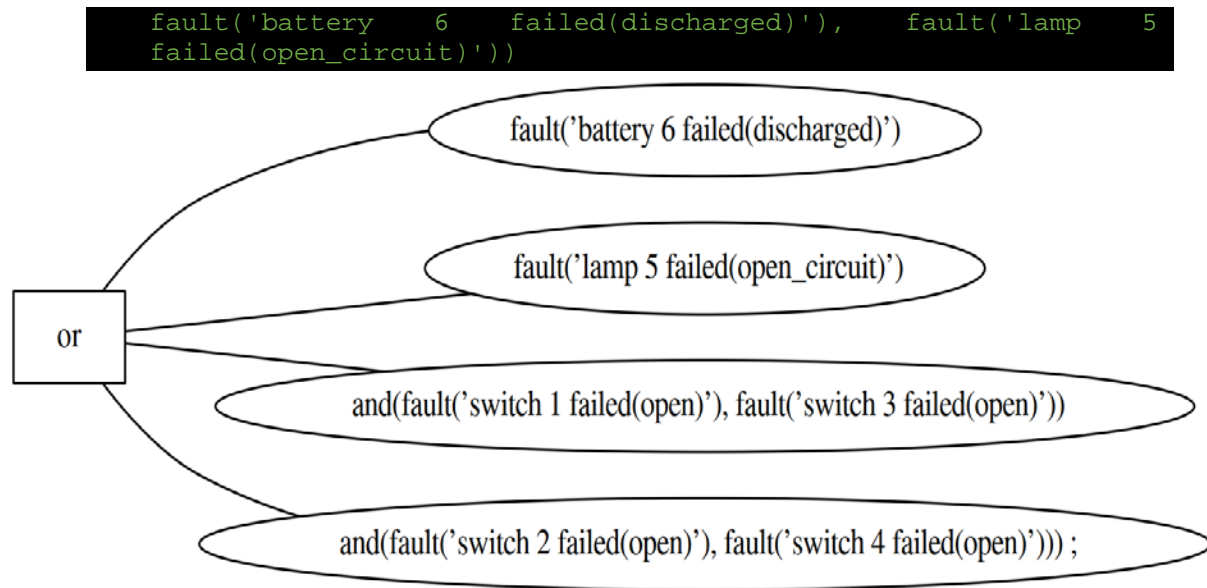 fault('battery 6 failed(discharged)'), fault('lamp 5
failed(open_circuit)'))
fault('battery 6 failed(discharged)')
fault('lamp 5 failed(open_circuit)')
or
and(fault('switch 1 failed(open)'), fault('switch 3 failed(open)'))
and(fault('switch 2 failed(open)'), fault('switch 4 failed(open)'))) ;